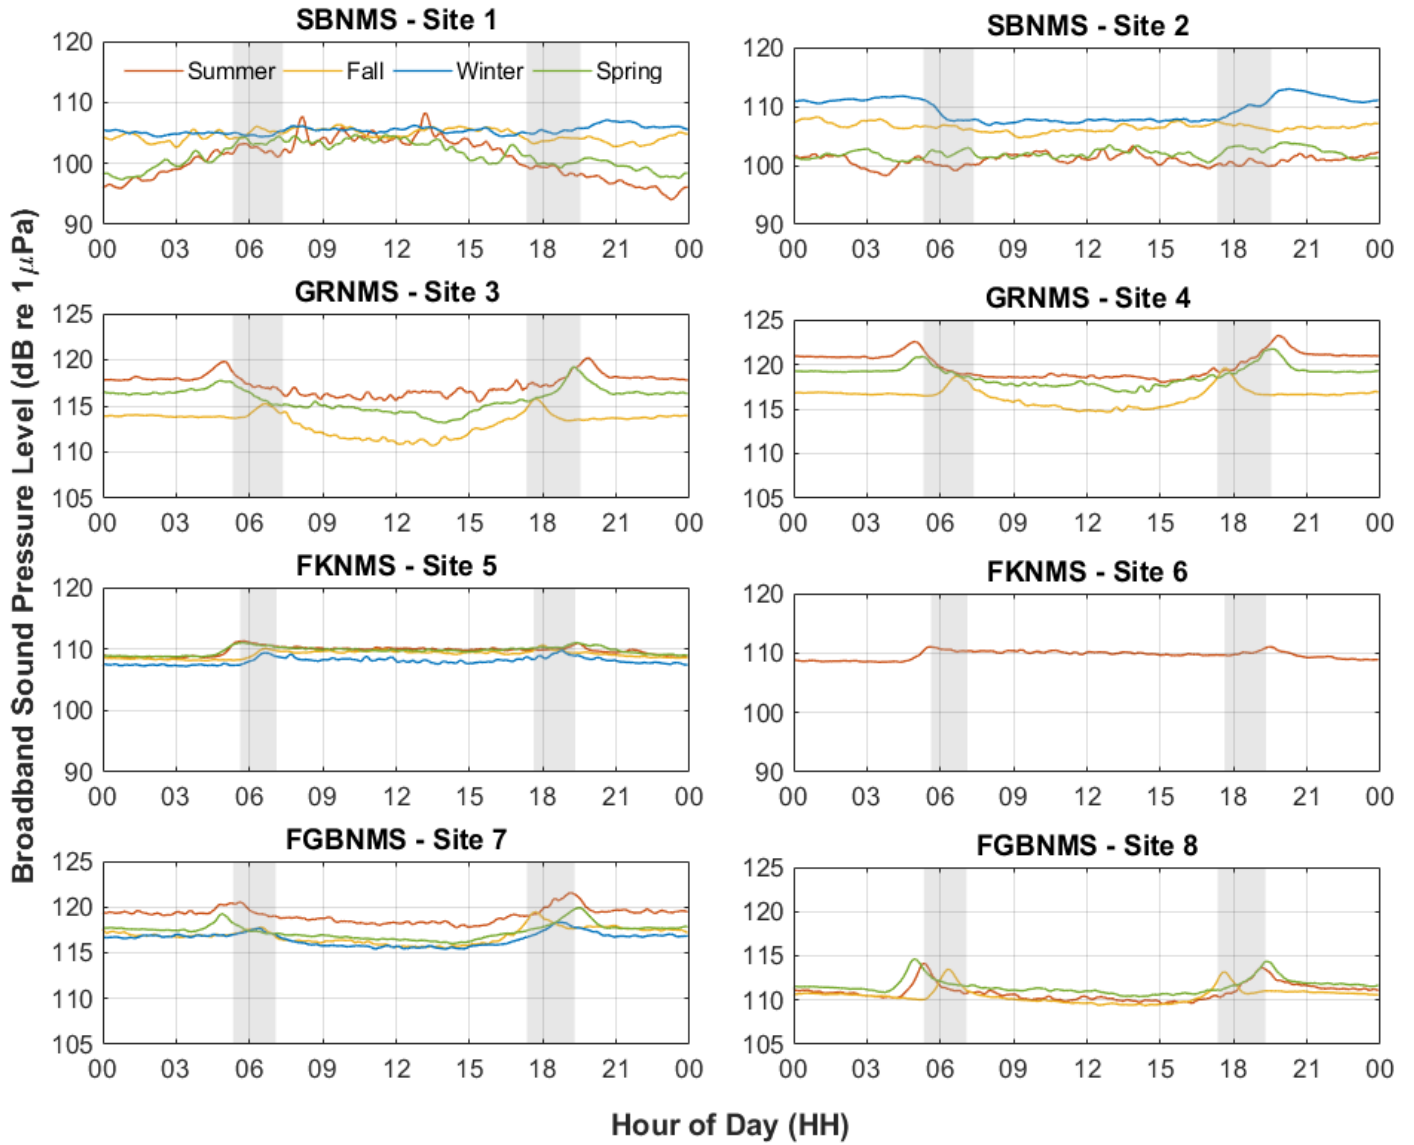 SBNMS - Site 1
120
110
100
90
Summer Fall Winter Spring
00 03 06 09 12 15 18 21 00
SBNMS - Site 2
120
110
100
90
00 03 06 09 12 15 18 21 00
GRNMS - Site 3
125
120
115
110
105
00 03 06 09 12 15 18 21 00
GRNMS - Site 4
125
120
115
110
105
00 03 06 09 12 15 18 21 00
FKNMS - Site 5
120
110
100
90
00 03 06 09 12 15 18 21 00
FKNMS - Site 6
120
110
100
90
00 03 06 09 12 15 18 21 00
FGBNMS - Site 7
125
120
115
110
105
00 03 06 09 12 15 18 21 00
FGBNMS - Site 8
125
120
115
110
105
00 03 06 09 12 15 18 21 00
Broadband Sound Pressure Level (dB re 1μPa)
Hour of Day (HH)